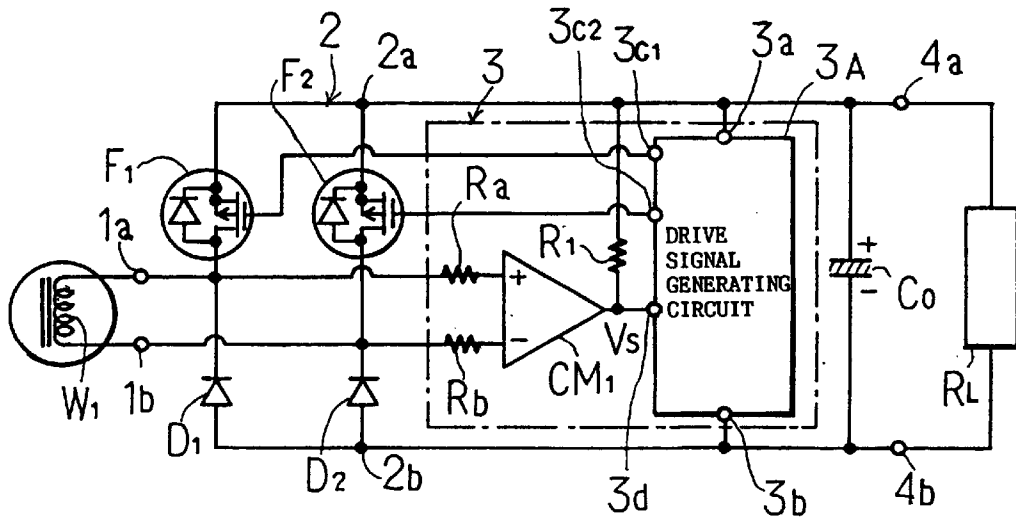 3c2
3c1
3a
2
2a
F2
3
3A
4a
F1
Ra
1a
R1
DRIVE
SIGNAL
GENERATING
CIRCUIT
+
+
-
-
Co
Vs
W1
1b
Rb
CM1
RL
D1
D2
2b
3d
3b
4b